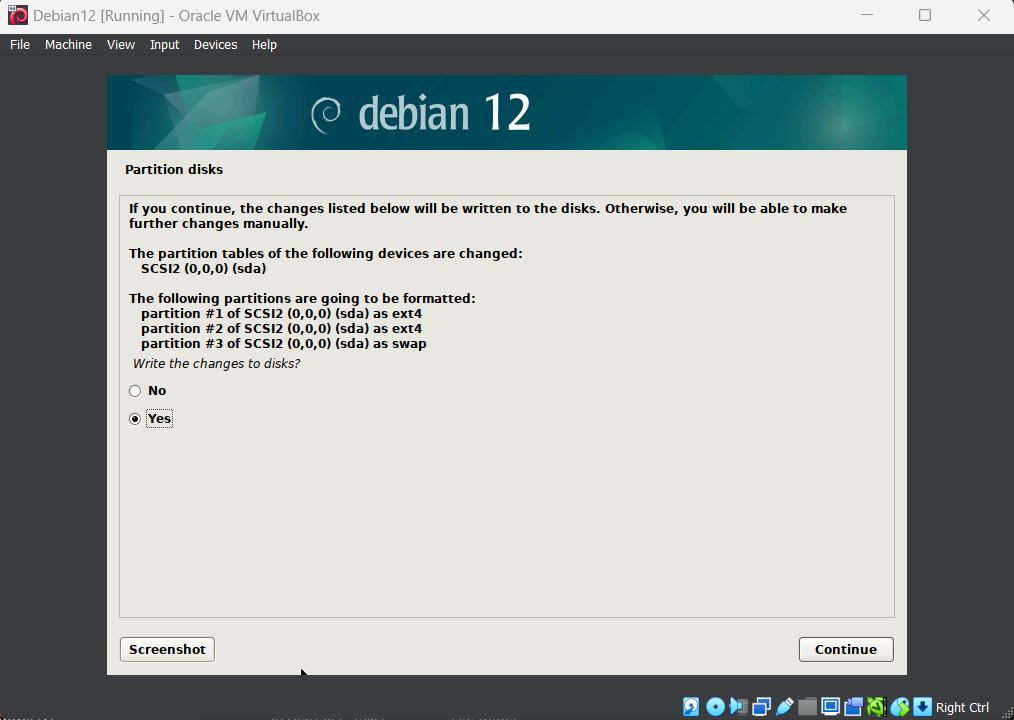 Debian12 [Running] - Oracle VM VirtualBox
File Machine View Input Devices Help
debian 12
Partition disks
If you continue, the changes listed below will be written to the disks. Otherwise, you will be able to make
further changes manually.
The partition tables of the following devices are changed:
SCSI2 (0,0,0) (sda)
The following partitions are going to be formatted:
partition #1 of SCSI2 (0,0,0) (sda) as ext4
partition #2 of SCSI2 (0,0,0) (sda) as ext4
partition #3 of SCSI2 (0,0,0) (sda) as swap
Write the changes to disks?
No
Yes
Screenshot Continue
Right Ctrl